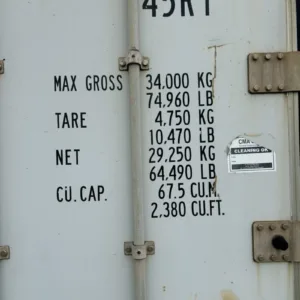 45R1
MAX GROSS 34,000 KG
74,960 LB
TARE 4,750 KG
10,470 LB
NET 29,250 KG
64,490 LB
CU. CAP. 67.5 CU.M.
2,380 CU.FT.
CLEANING OK